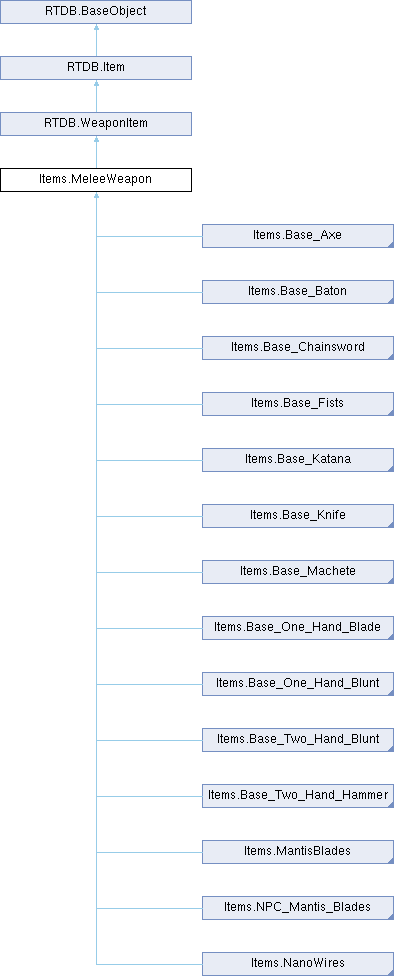 RTDB.BaseObject
RTDB.Item
RTDB.WeaponItem
Items.MeleeWeapon
Items.Base_Axe
Items.Base_Baton
Items.Base_Chainsword
Items.Base_Fists
Items.Base_Katana
Items.Base_Knife
Items.Base_Machete
Items.Base_One_Hand_Blade
Items.Base_One_Hand_Blunt
Items.Base_Two_Hand_Blunt
Items.Base_Two_Hand_Hammer
Items.MantisBlades
Items.NPC_Mantis_Blades
Items.NanoWires